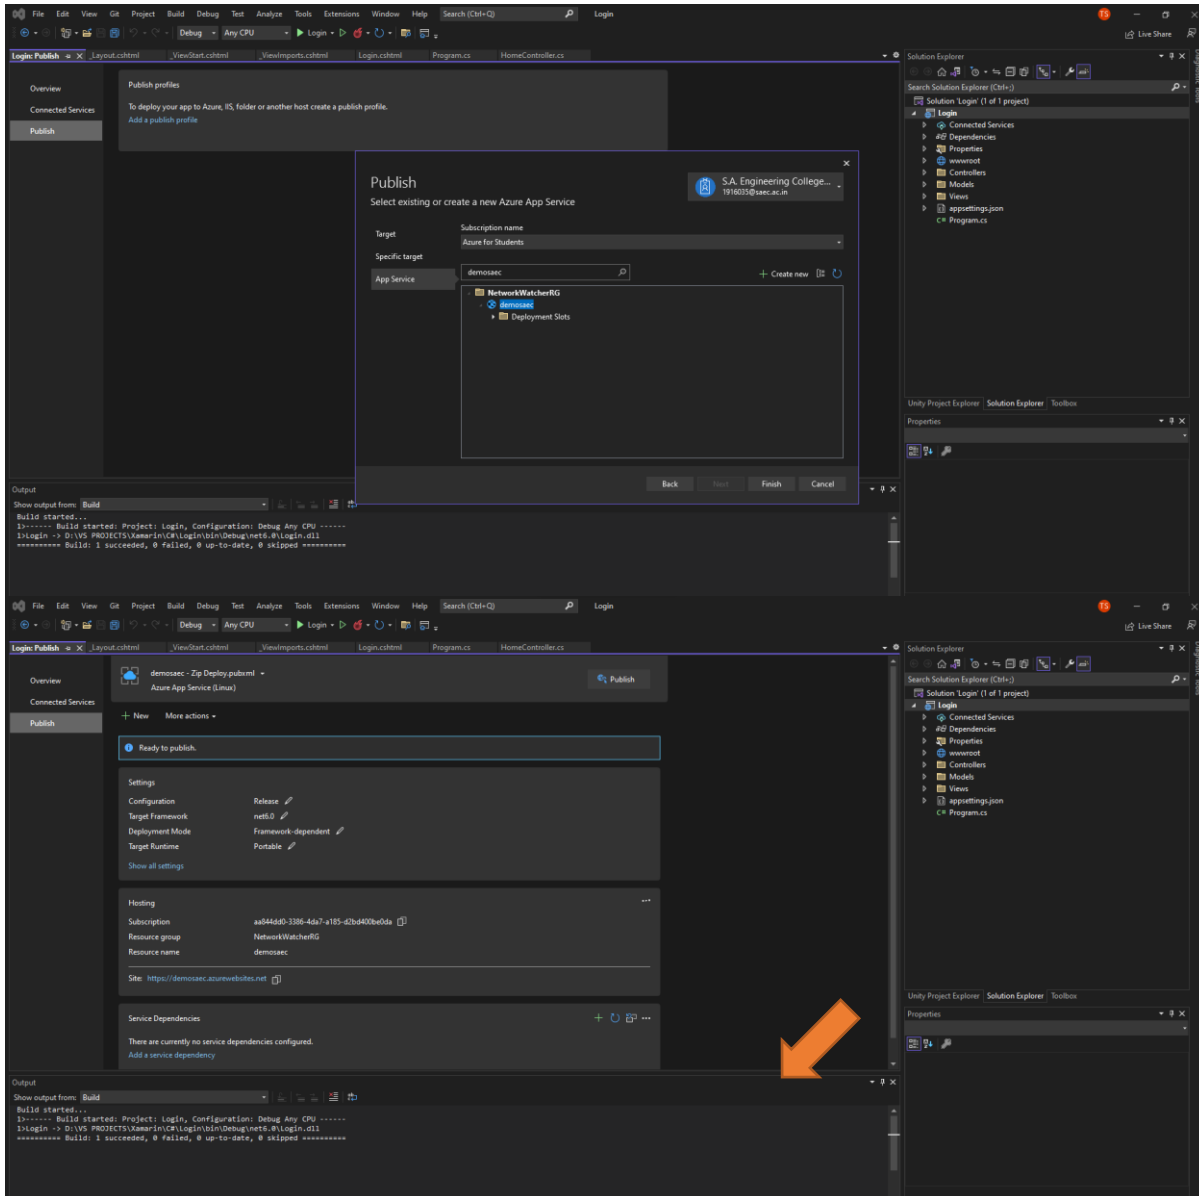 File Edit View Git Project Build Debug Test Analyze Tools Extensions Window Help Search (Ctrl+Q) Login TS
Debug Any CPU Login Live Share
Login: Publish _Layout.cshtml _ViewStart.cshtml _ViewImports.cshtml Login.cshtml Program.cs HomeController.cs
Overview
Connected Services
Publish
Publish profiles
To deploy your app to Azure, IIS, folder or another host create a publish profile.
Add a publish profile
Publish
Select existing or create a new Azure App Service
S.A. Engineering College...
1916035@saec.ac.in
Target
Specific target
App Service
Subscription name
Azure for Students
demosaec
Create new
NetworkWatcherRG
demosaec
Deployment Slots
Back Next Finish Cancel
Solution Explorer
Search Solution Explorer (Ctrl+;)
Solution 'Login' (1 of 1 project)
Login
Connected Services
Dependencies
Properties
wwwroot
Controllers
Models
Views
appsettings.json
C# Program.cs
Unity Project Explorer Solution Explorer Toolbox
Properties
Output
Show output from: Build
Build started...
1>------ Build started: Project: Login, Configuration: Debug Any CPU ------
1>Login -> D:\VS PROJECTS\Xamarin\C#\Login\bin\Debug\net6.0\Login.dll
========== Build: 1 succeeded, 0 failed, 0 up-to-date, 0 skipped ==========
File Edit View Git Project Build Debug Test Analyze Tools Extensions Window Help Search (Ctrl+Q) Login TS
Debug Any CPU Login Live Share
Login: Publish _Layout.cshtml _ViewStart.cshtml _ViewImports.cshtml Login.cshtml Program.cs HomeController.cs
Overview
Connected Services
Publish
demosaec - Zip Deploy.pubxml
Azure App Service (Linux)
Publish
New More actions
Ready to publish.
Settings
Configuration Release
Target Framework net6.0
Deployment Mode Framework-dependent
Target Runtime Portable
Show all settings
Hosting
Subscription aa844dd0-3386-4da7-a185-d2bd400be0da
Resource group NetworkWatcherRG
Resource name demosaec
Site: https://demosaec.azurewebsites.net
Service Dependencies
There are currently no service dependencies configured.
Add a service dependency
Solution Explorer
Search Solution Explorer (Ctrl+;)
Solution 'Login' (1 of 1 project)
Login
Connected Services
Dependencies
Properties
wwwroot
Controllers
Models
Views
appsettings.json
C# Program.cs
Unity Project Explorer Solution Explorer Toolbox
Properties
Output
Show output from: Build
Build started...
1>------ Build started: Project: Login, Configuration: Debug Any CPU ------
1>Login -> D:\VS PROJECTS\Xamarin\C#\Login\bin\Debug\net6.0\Login.dll
========== Build: 1 succeeded, 0 failed, 0 up-to-date, 0 skipped ==========